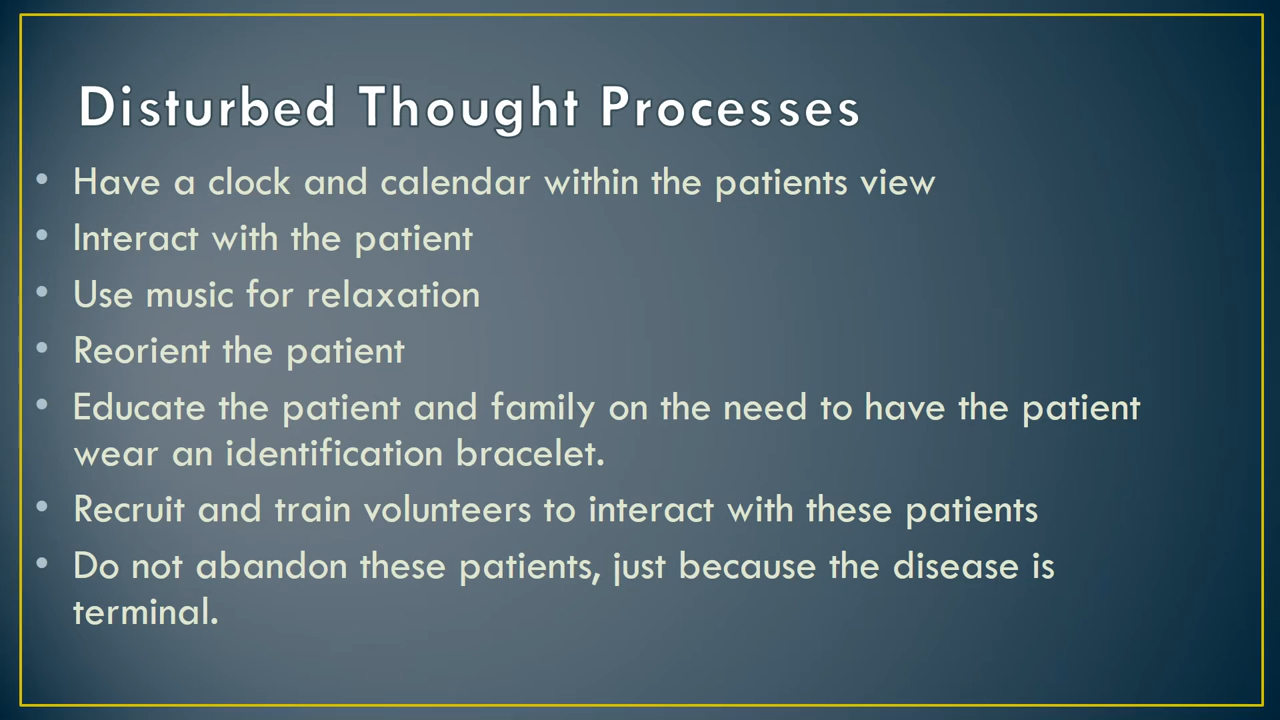 Disturbed Thought Processes
• Have a clock and calendar within the patients view
• Interact with the patient
• Use music for relaxation
• Reorient the patient
• Educate the patient and family on the need to have the patient
wear an identification bracelet.
• Recruit and train volunteers to interact with these patients
• Do not abandon these patients, just because the disease is
terminal.